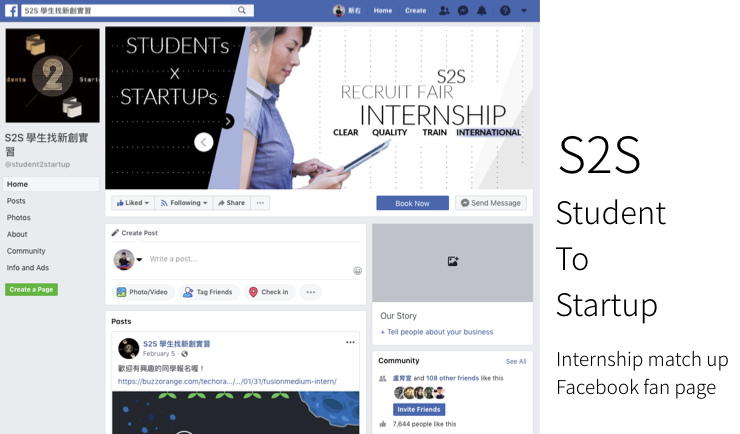 S2S 學生找新創實習
斯右
Home
Create
STUDENTs
X
STARTUPs
S2S
RECRUIT FAIR
INTERNSHIP
CLEAR QUALITY TRAIN INTERNATIONAL
2
S2S 學生找新創實
習
@student2startup
Home
Posts
Photos
About
Community
Info and Ads
Create a Page
Liked
Following
Share
Book Now
Send Message
Create Post
Write a post...
Photo/Video
Tag Friends
Check in
Posts
S2S 學生找新創實習
February 5
歡迎有興趣的同學報名喔！
https://buzzorange.com/techora.../.../01/31/fusionmedium-intern/
Our Story
+ Tell people about your business
Community
See All
and 108 other friends like this
Invite Friends
7,644 people like this
S2S
Student
To
Startup
Internship match up
Facebook fan page